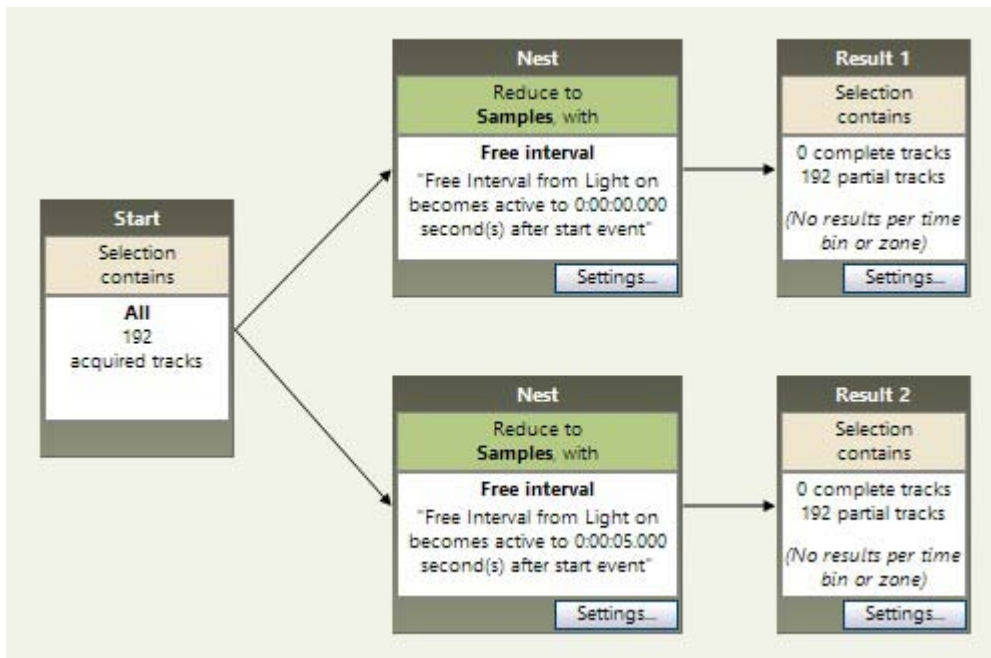 Start
Selection
contains
All
192
acquired tracks
Nest
Reduce to
Samples, with
Free interval
"Free Interval from Light on
becomes active to 0:00:00.000
second(s) after start event"
Settings...
Result 1
Selection
contains
0 complete tracks
192 partial tracks
(No results per time
bin or zone)
Settings...
Nest
Reduce to
Samples, with
Free interval
"Free Interval from Light on
becomes active to 0:00:05.000
second(s) after start event"
Settings...
Result 2
Selection
contains
0 complete tracks
192 partial tracks
(No results per time
bin or zone)
Settings...